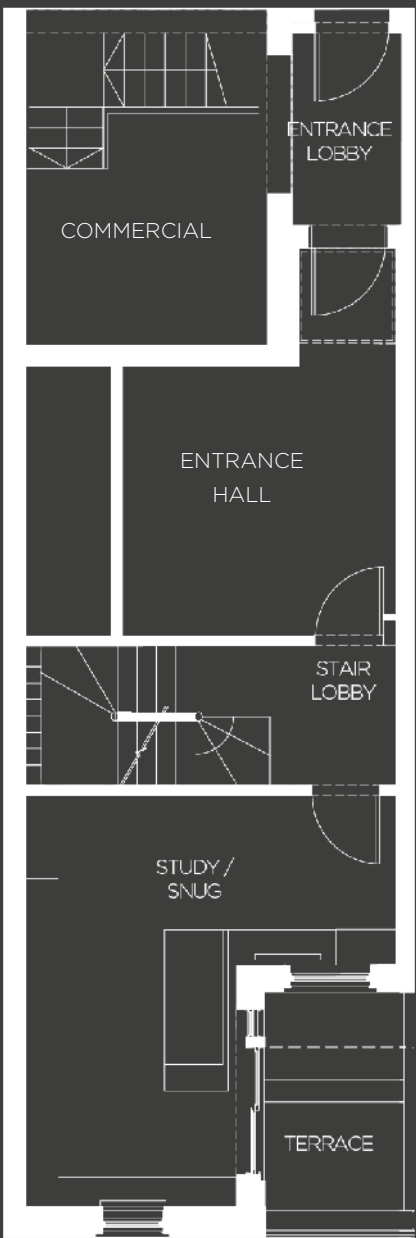 ENTRANCE
LOBBY
COMMERCIAL
ENTRANCE
HALL
STAIR
LOBBY
STUDY /
SNUG
TERRACE